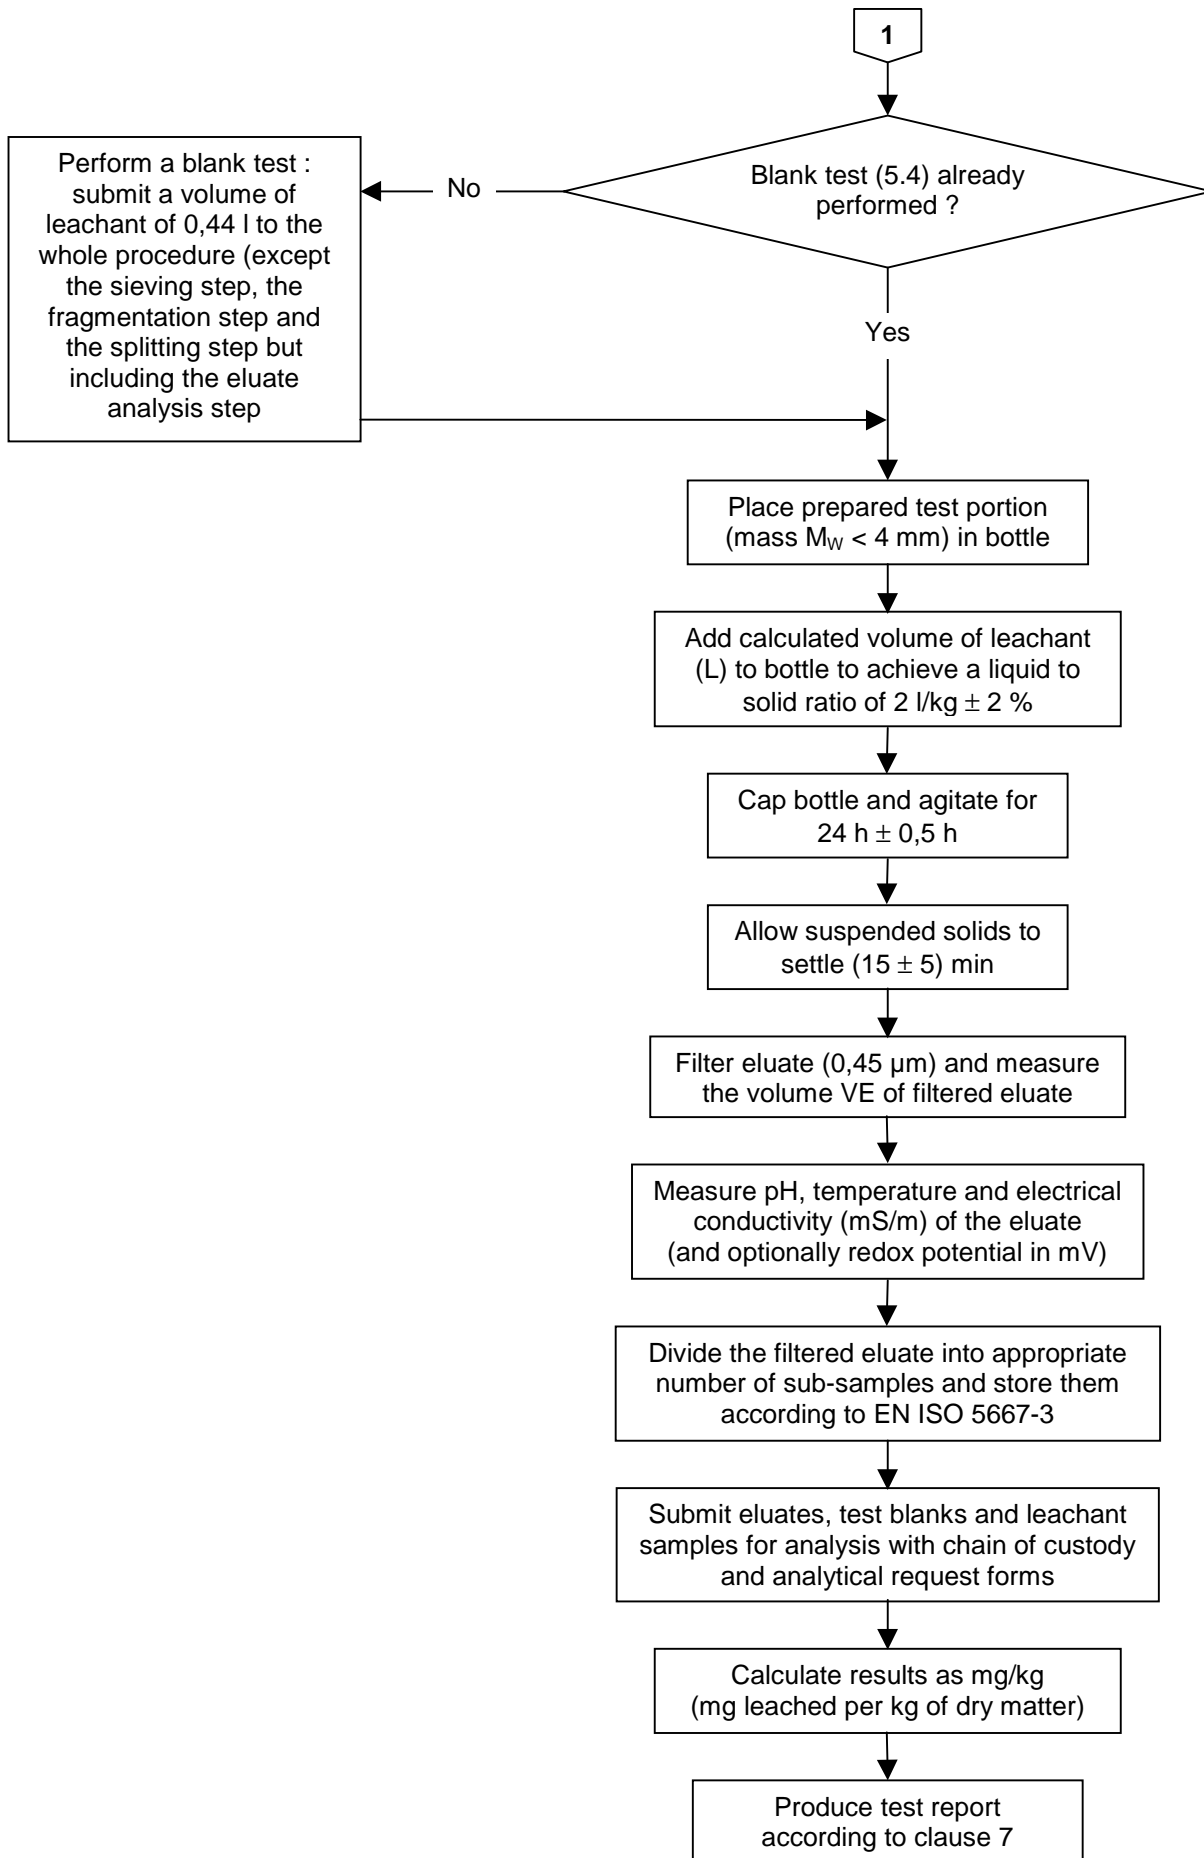 1
Blank test (5.4) already
performed ?
No
Perform a blank test :
submit a volume of
leachant of 0,44 l to the
whole procedure (except
the sieving step, the
fragmentation step and
the splitting step but
including the eluate
analysis step
Yes
Place prepared test portion
(mass MW < 4 mm) in bottle
Add calculated volume of leachant
(L) to bottle to achieve a liquid to
solid ratio of 2 l/kg ± 2 %
Cap bottle and agitate for
24 h ± 0,5 h
Allow suspended solids to
settle (15 ± 5) min
Filter eluate (0,45 µm) and measure
the volume VE of filtered eluate
Measure pH, temperature and electrical
conductivity (mS/m) of the eluate
(and optionally redox potential in mV)
Divide the filtered eluate into appropriate
number of sub-samples and store them
according to EN ISO 5667-3
Submit eluates, test blanks and leachant
samples for analysis with chain of custody
and analytical request forms
Calculate results as mg/kg
(mg leached per kg of dry matter)
Produce test report
according to clause 7